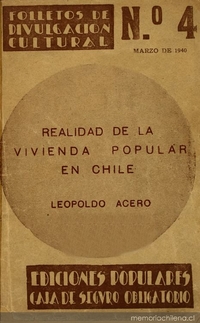 FOLLETOS DE
DIVULGACION
CULTURAL
N.º 4
MARZO DE 1940
REALIDAD DE LA
VIVIENDA POPULAR
EN CHILE
LEOPOLDO ACERO
EDICIONES POPULARES
CAJA DE SEGURO OBLIGATORIO
www.memoriachilena.cl